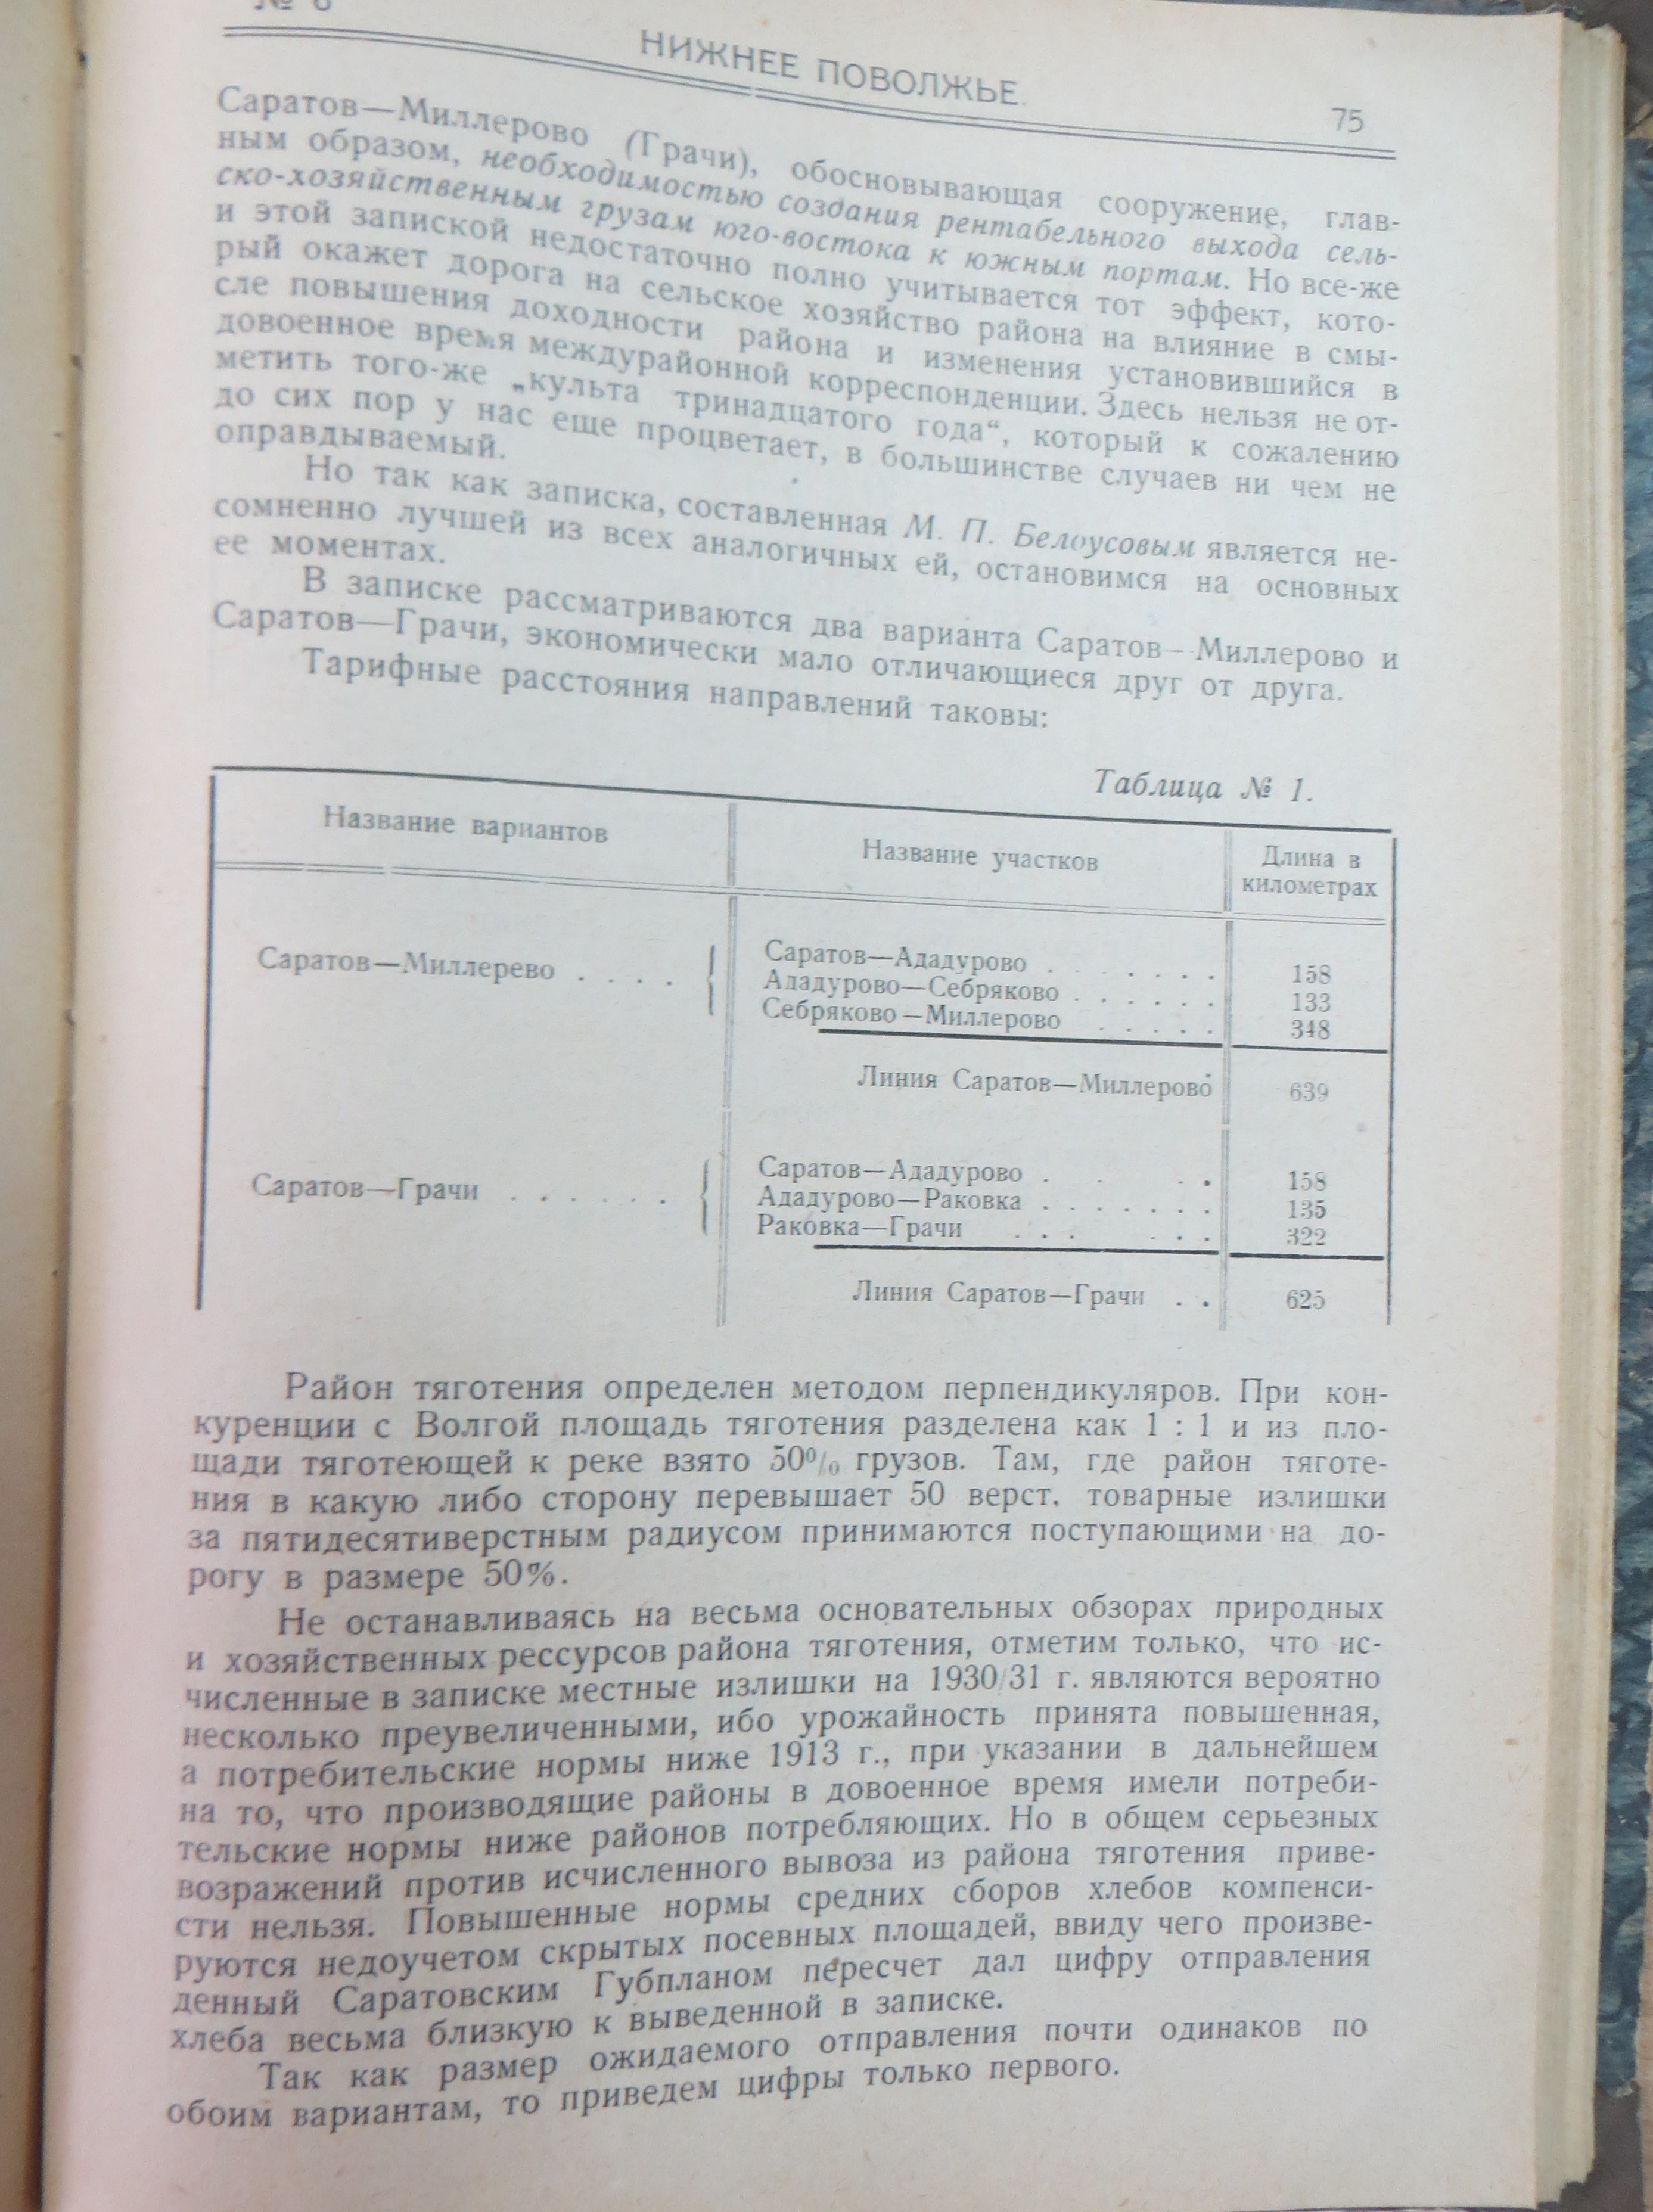 № 6
НИЖНЕЕ ПОВОЛЖЬЕ.
75
Саратов—Миллерово (Грачи), обосновывающая сооружение, глав-
ным образом, необходимостью создания рентабельного выхода сель-
ско-хозяйственным грузам юго-востока к южным портам. Но все-же
и этой запиской недостаточно полно учитывается тот эффект, кото-
рый окажет дорога на сельское хозяйство района на влияние в смы-
сле повышения доходности района и изменения установившийся в
довоенное время междурайонной корреспонденции. Здесь нельзя не от-
метить того-же „культа тринадцатого года“, который к сожалению
до сих пор у нас еще процветает, в большинстве случаев ни чем не
оправдываемый.
Но так как записка, составленная М. П. Белоусовым является не-
сомненно лучшей из всех аналогичных ей, остановимся на основных
ее моментах.
В записке рассматриваются два варианта Саратов—Миллерово и
Саратов—Грачи, экономически мало отличающиеся друг от друга.
Тарифные расстояния направлений таковы:
Таблица № 1.
Название вариантов Название участков Длина в
километрах
Саратов—Миллерево . . . . { Саратов—Ададурово . . . . . 158
Ададурово—Себряково . . . . . . 133
Себряково—Миллерово . . . . . 348
Линия Саратов—Миллерово 639
Саратов—Грачи . . . . . . { Саратов—Ададурово . . . . 158
Ададурово—Раковка . . . . . . . 135
Раковка—Грачи . . . . . . 322
Линия Саратов—Грачи . . 625
Район тяготения определен методом перпендикуляров. При кон-
куренции с Волгой площадь тяготения разделена как 1 : 1 и из пло-
щади тяготеющей к реке взято 50% грузов. Там, где район тяготе-
ния в какую либо сторону перевышает 50 верст, товарные излишки
за пятидесятиверстным радиусом принимаются поступающими на до-
рогу в размере 50%.
Не останавливаясь на весьма основательных обзорах природных
и хозяйственных рессурсов района тяготения, отметим только, что ис-
численные в записке местные излишки на 1930/31 г. являются вероятно
несколько преувеличенными, ибо урожайность принята повышенная,
а потребительские нормы ниже 1913 г., при указании в дальнейшем
на то, что производящие районы в довоенное время имели потреби-
тельские нормы ниже районов потребляющих. Но в общем серьезных
возражений против исчисленного вывоза из района тяготения приве-
сти нельзя. Повышенные нормы средних сборов хлебов компенси-
руются недоучетом скрытых посевных площадей, ввиду чего произве-
денный Саратовским Губпланом пересчет дал цифру отправления
хлеба весьма близкую к выведенной в записке.
Так как размер ожидаемого отправления почти одинаков по
обоим вариантам, то приведем цифры только первого.